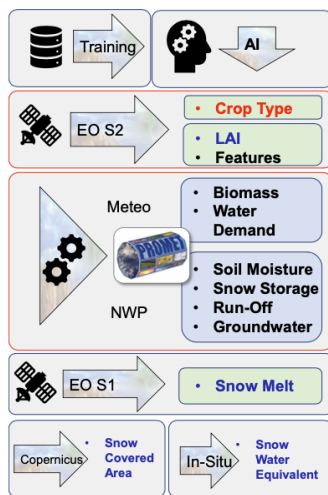 Training
AI
EO S2
• Crop Type
• LAI
• Features
Meteo
NWP
PROMET
• Biomass
• Water
Demand
• Soil Moisture
• Snow Storage
• Run-Off
• Groundwater
EO S1
• Snow Melt
Copernicus
• Snow
Covered
Area
In-Situ
• Snow
Water
Equivalent